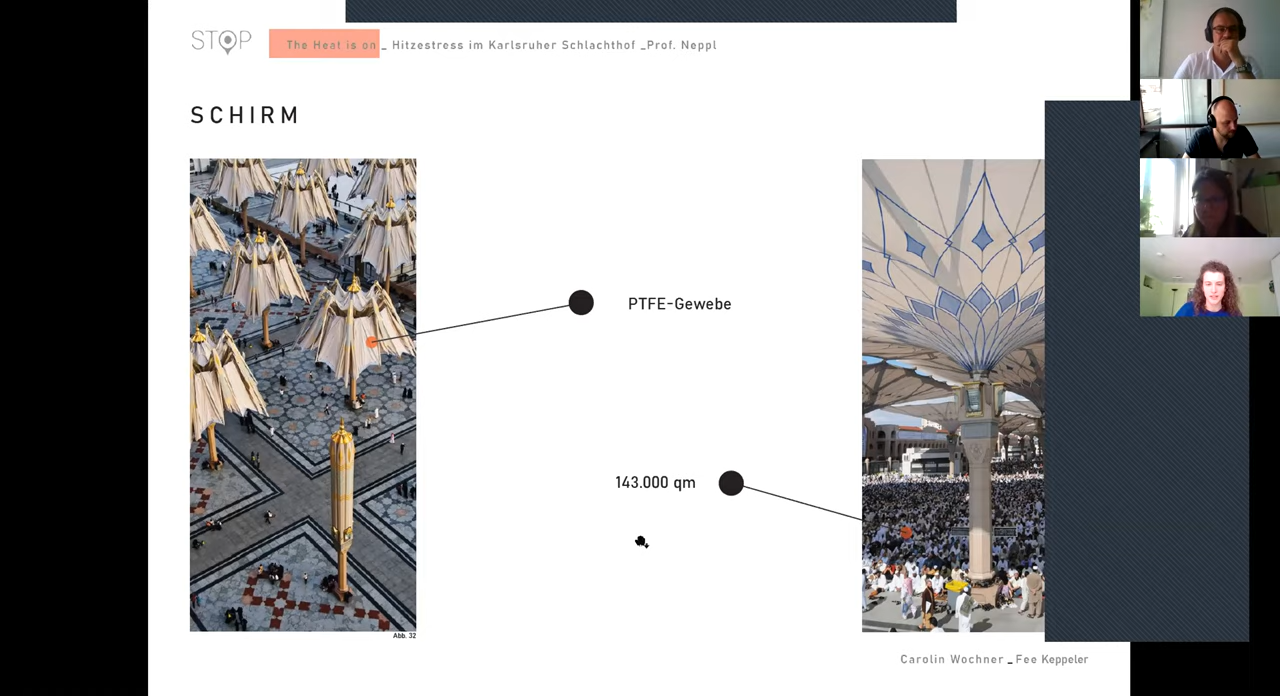 STOP
The Heat is on _ Hitzestress im Karlsruher Schlachthof _Prof. Neppl
SCHIRM
PTFE-Gewebe
143.000 qm
Abb. 32
Carolin Wochner _ Fee Keppeler